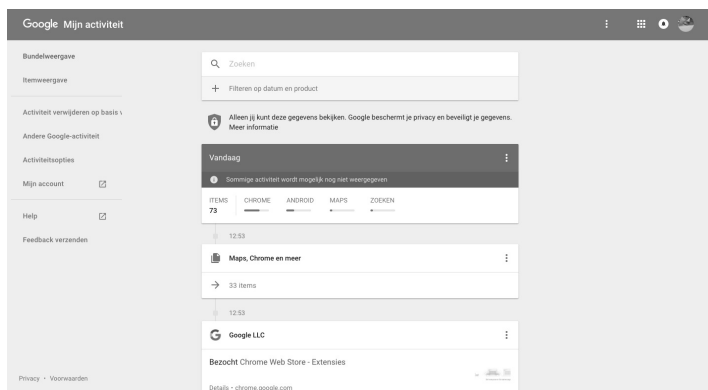 Google Mijn activiteit
Bundelweergave
Itemweergave
Activiteit verwijderen op basis v
Andere Google-activiteit
Activiteitsopties
Mijn account
Help
Feedback verzenden
Privacy • Voorwaarden
Zoeken
Filteren op datum en product
Alleen jij kunt deze gegevens bekijken. Google beschermt je privacy en beveiligt je gegevens.
Meer informatie
Vandaag
Sommige activiteit wordt mogelijk nog niet weergegeven
ITEMS CHROME ANDROID MAPS ZOEKEN
73
12:53
Maps, Chrome en meer
33 items
12:53
Google LLC
Bezocht Chrome Web Store - Extensies
Details • chrome.google.com